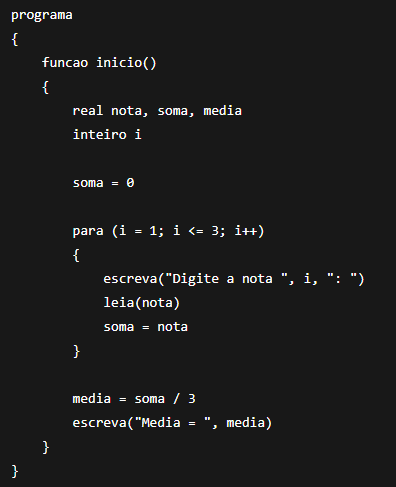 programa
{
    funcao inicio()
    {
        real nota, soma, media
        inteiro i

        soma = 0

        para (i = 1; i <= 3; i++)
        {
            escreva("Digite a nota ", i, ": ")
            leia(nota)
            soma = nota
        }

        media = soma / 3
        escreva("Media = ", media)
    }
}